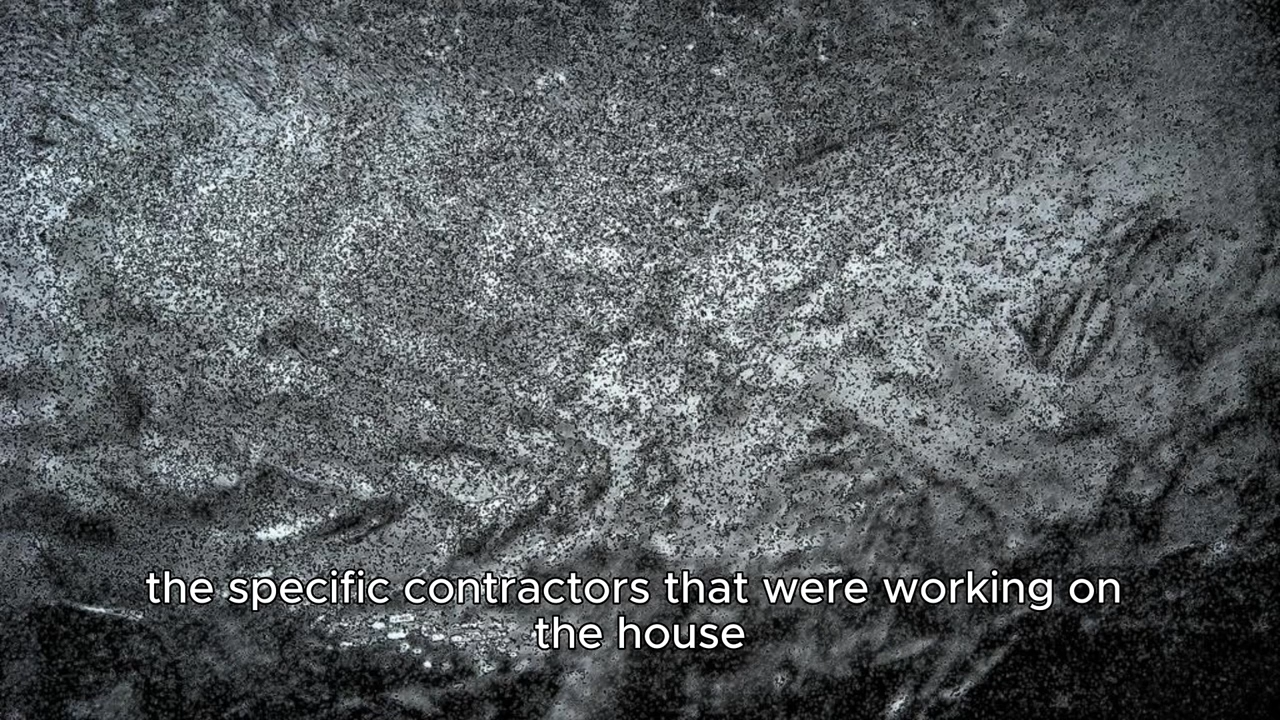 the specific contractors that were working on
the house